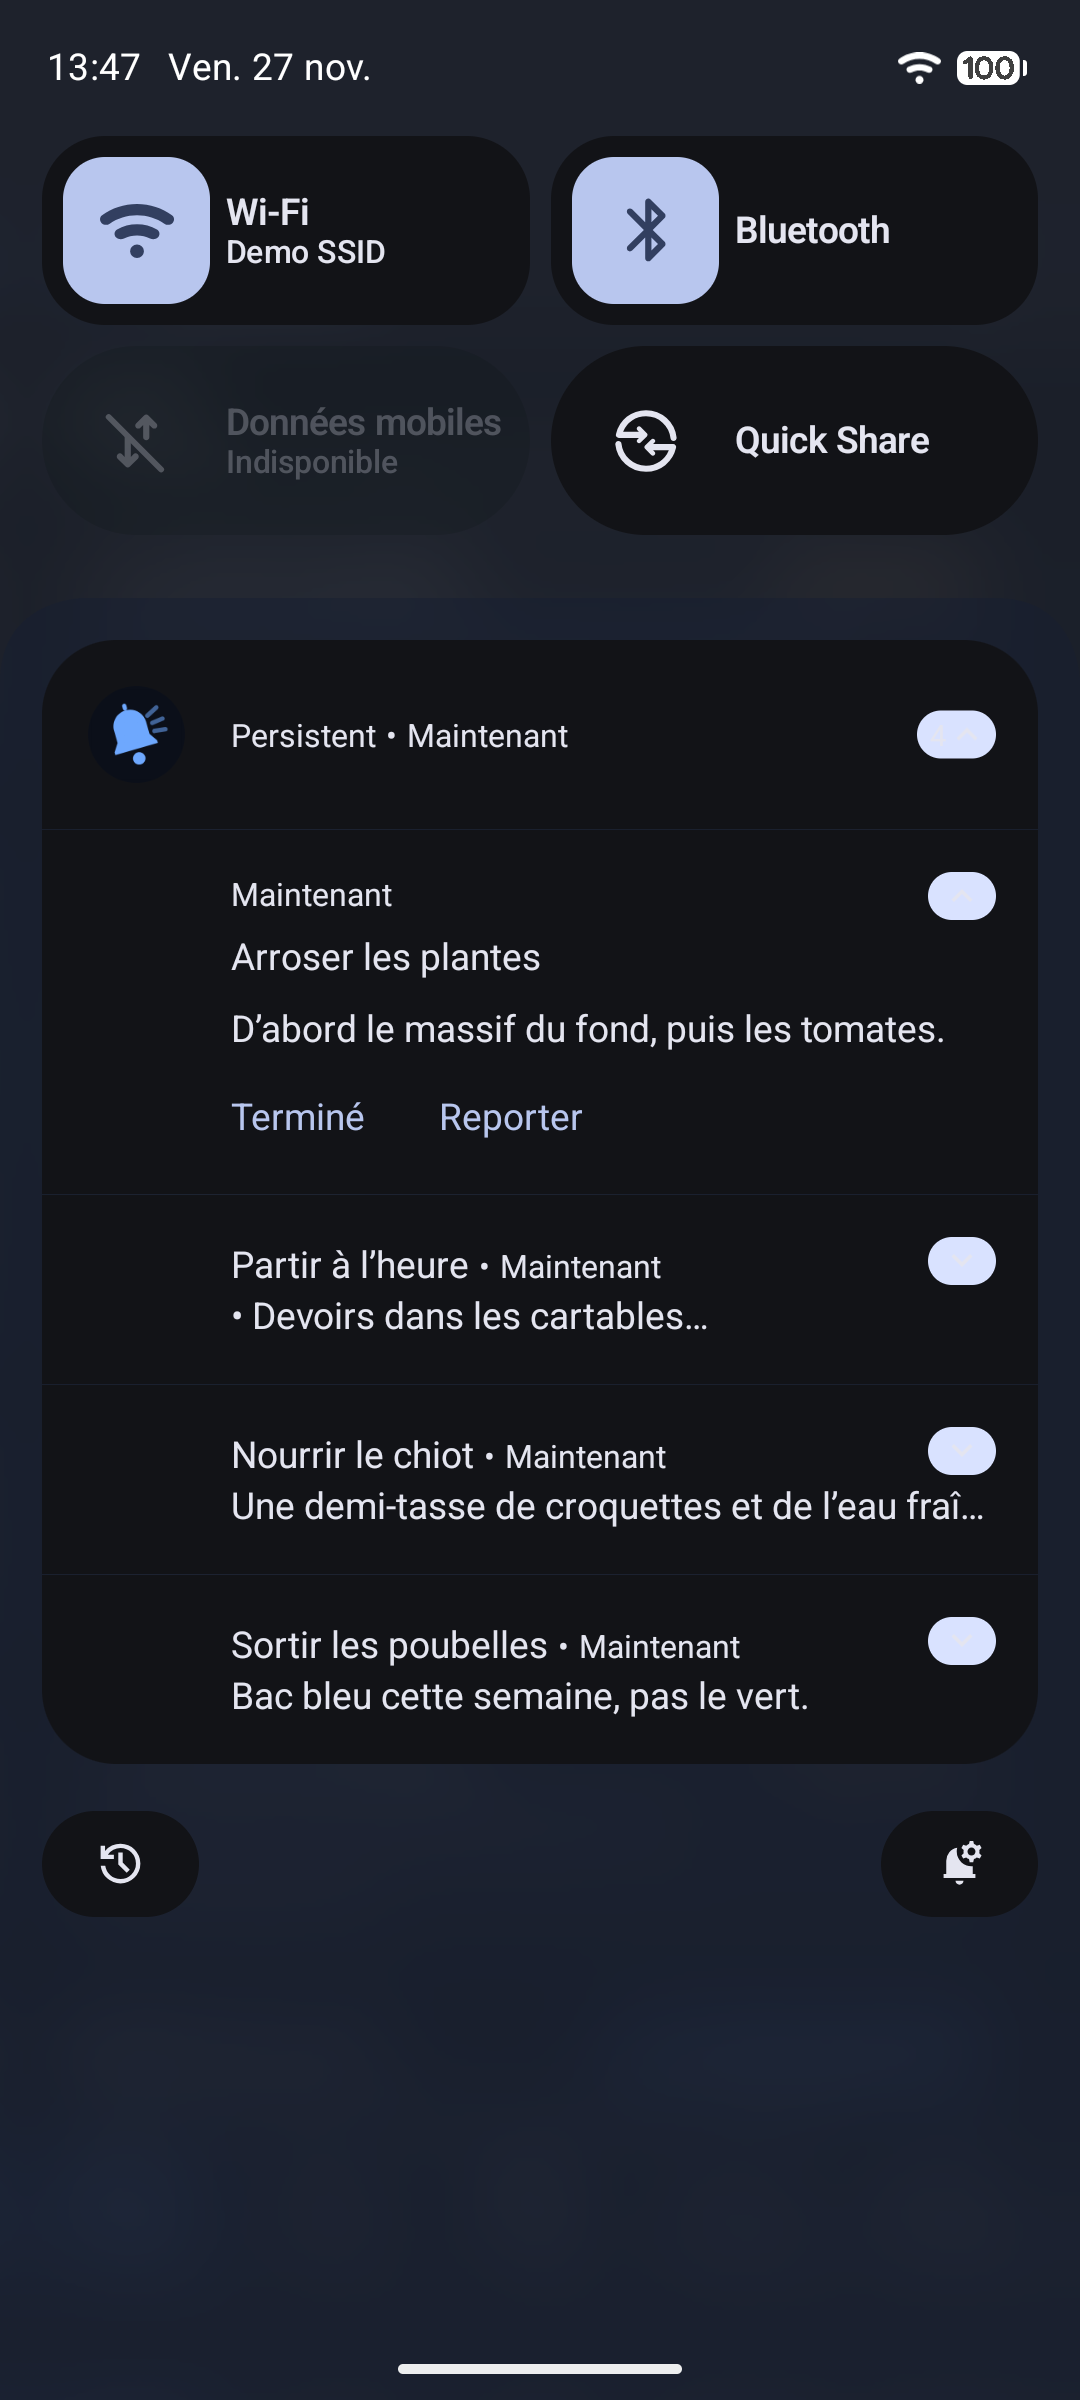 13:47 Ven. 27 nov.
100
Wi-Fi
Demo SSID
Bluetooth
Données mobiles
Indisponible
Quick Share
Persistent • Maintenant
4
Maintenant
Arroser les plantes
D’abord le massif du fond, puis les tomates.
Terminé Reporter
Partir à l’heure • Maintenant
• Devoirs dans les cartables…
Nourrir le chiot • Maintenant
Une demi-tasse de croquettes et de l’eau fraî…
Sortir les poubelles • Maintenant
Bac bleu cette semaine, pas le vert.